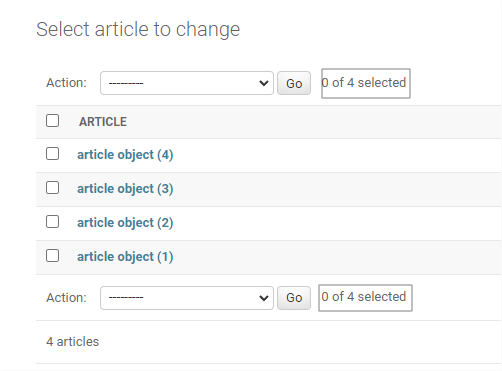 Select article to change
Action: --------- Go 0 of 4 selected
ARTICLE
article object (4)
article object (3)
article object (2)
article object (1)
Action: --------- Go 0 of 4 selected
4 articles